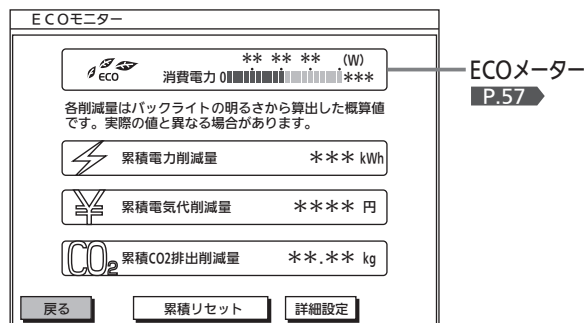 ECOモニター
** ** ** (W)
ECO 消費電力 0 ***
ECOメーター
P.57
各削減量はバックライトの明るさから算出した概算値
です。実際の値と異なる場合があります。
累積電力削減量 *** kWh
¥ 累積電気代削減量 **** 円
CO2 累積CO2排出削減量 **.** kg
戻る 累積リセット 詳細設定